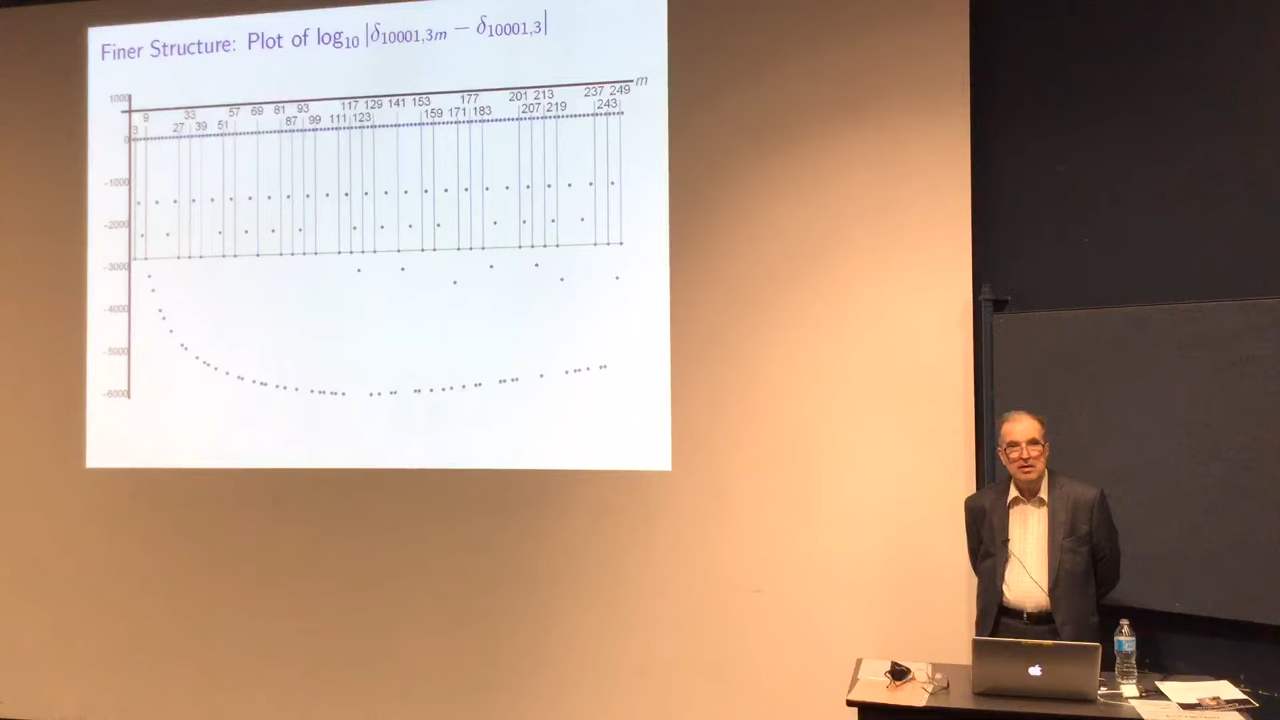 Finer Structure: Plot of log₁₀ |δ₁₀₀₀₁,₃ₘ − δ₁₀₀₀₁,₃|
m
1000
237 249
201 213 243
177 207 219
117 129 141 153 159 171 183
57 69 81 93 111 123
33 87 99
9 27 39 51
3
0
−1000
−2000
−3000
−4000
−5000
−6000